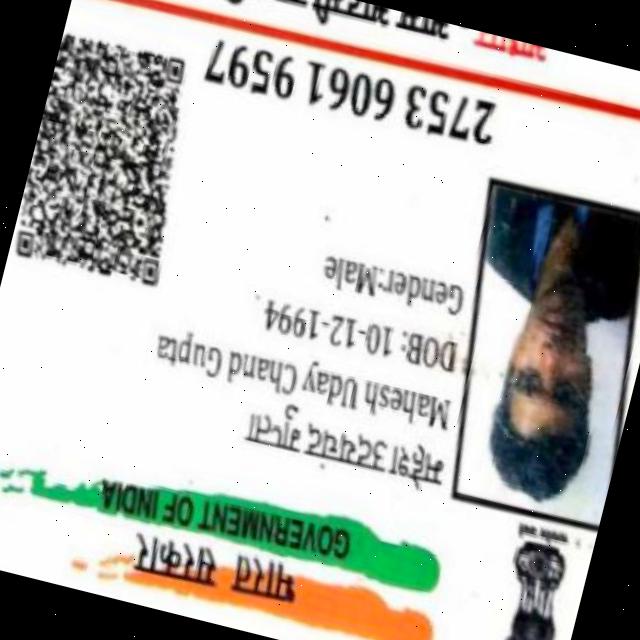 भारत सरकार
GOVERNMENT OF INDIA
महेश उदयचंद गुप्ता
Mahesh Uday Chand Gupta
DOB: 10-12-1994
Gender:Male
2753 6061 9597